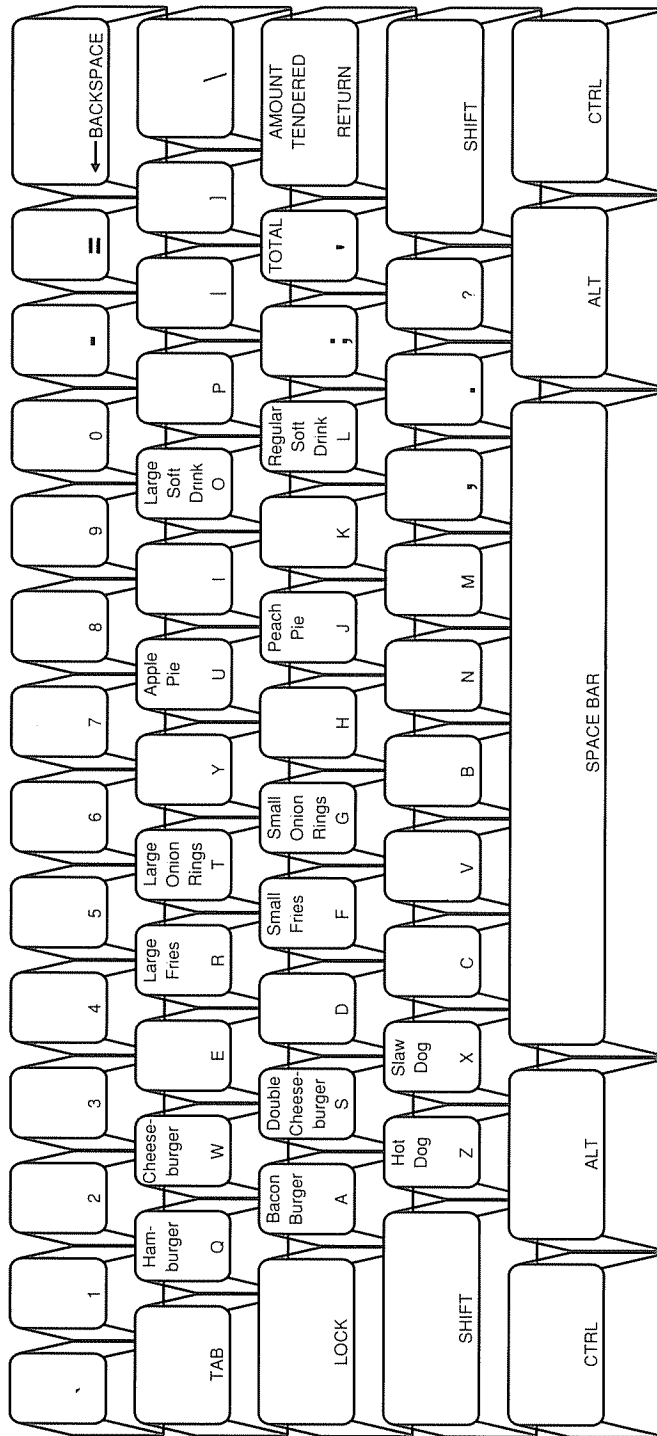 `
1
2
3
4
5
6
7
8
9
0
-
=
←BACKSPACE
TAB
Ham-
burger
Q
Cheese-
burger
W
E
Large
Fries
R
Large
Onion
Rings
T
Y
Apple
Pie
U
I
Large
Soft
Drink
O
P
[
]
\
LOCK
Bacon
Burger
A
Double
Cheese-
burger
S
D
Small
Fries
F
Small
Onion
Rings
G
H
Peach
Pie
J
K
Regular
Soft
Drink
L
;
TOTAL
'
AMOUNT
TENDERED
RETURN
SHIFT
Hot
Dog
Z
Slaw
Dog
X
C
V
B
N
M
,
.
?
SHIFT
CTRL
ALT
SPACE BAR
ALT
CTRL